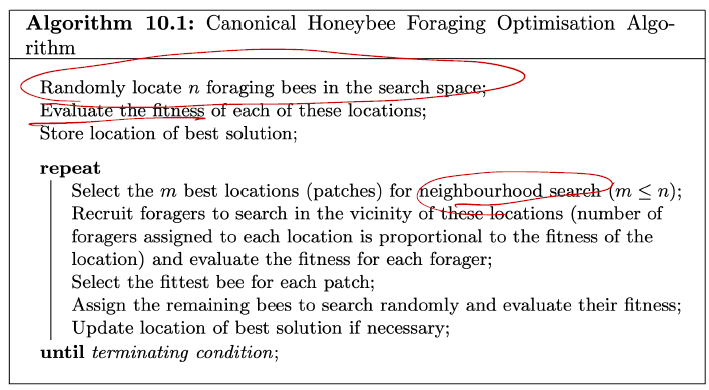 Algorithm 10.1: Canonical Honeybee Foraging Optimisation Algo-
rithm
Randomly locate n foraging bees in the search space;
Evaluate the fitness of each of these locations;
Store location of best solution;
repeat
Select the m best locations (patches) for neighbourhood search (m ≤ n);
Recruit foragers to search in the vicinity of these locations (number of
foragers assigned to each location is proportional to the fitness of the
location) and evaluate the fitness for each forager;
Select the fittest bee for each patch;
Assign the remaining bees to search randomly and evaluate their fitness;
Update location of best solution if necessary;
until terminating condition;